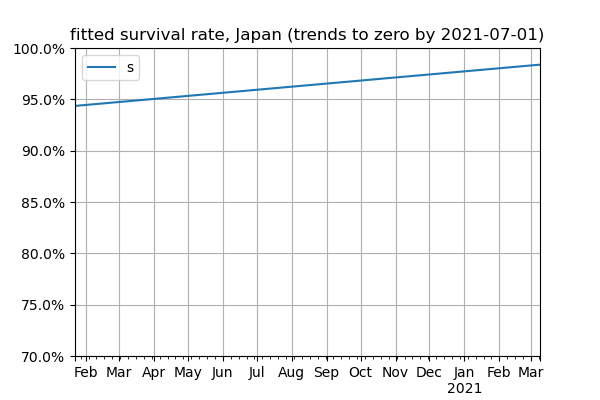 fitted survival rate, Japan (trends to zero by 2021-07-01)
100.0%
s
95.0%
90.0%
85.0%
80.0%
75.0%
70.0%
Feb Mar Apr May Jun Jul Aug Sep Oct Nov Dec Jan Feb Mar
2021